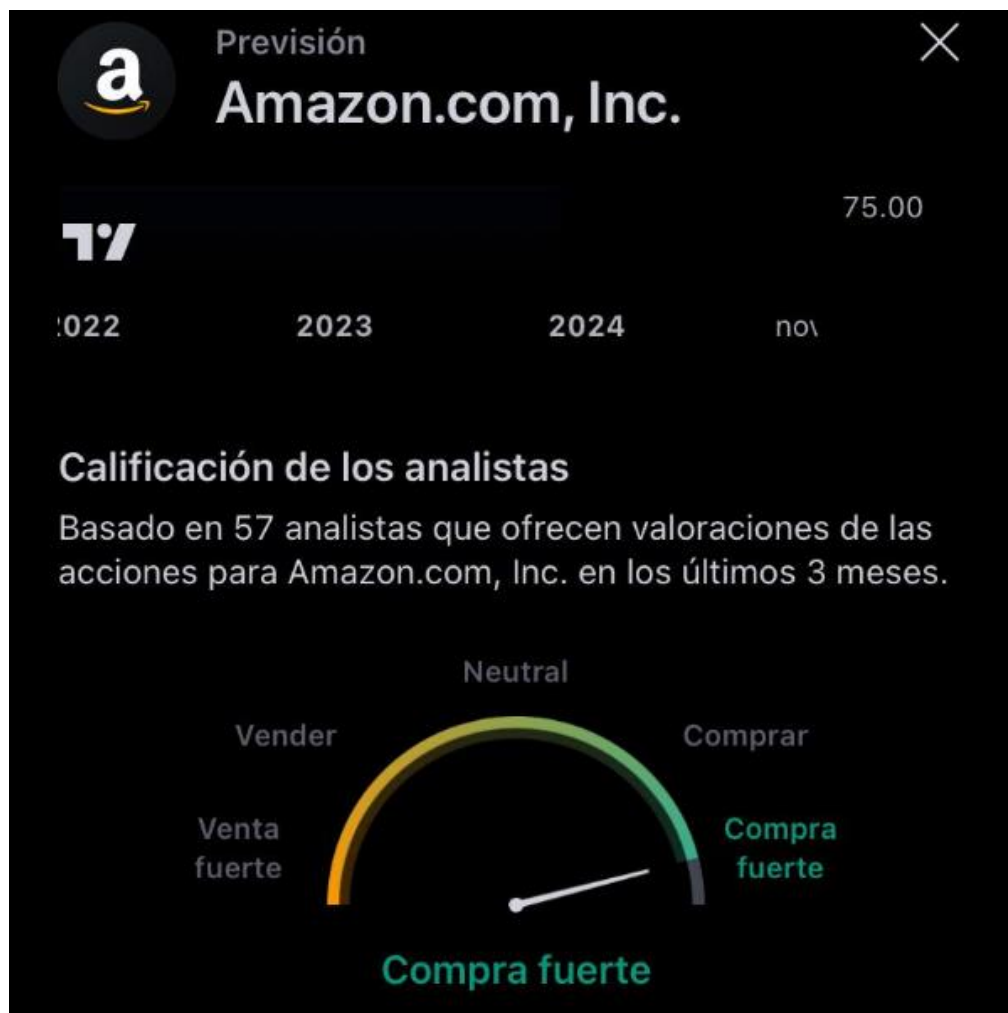 Previsión
Amazon.com, Inc.
75.00
2022
2023
2024
nov
Calificación de los analistas
Basado en 57 analistas que ofrecen valoraciones de las
acciones para Amazon.com, Inc. en los últimos 3 meses.
Neutral
Vender
Comprar
Venta
fuerte
Compra
fuerte
Compra fuerte